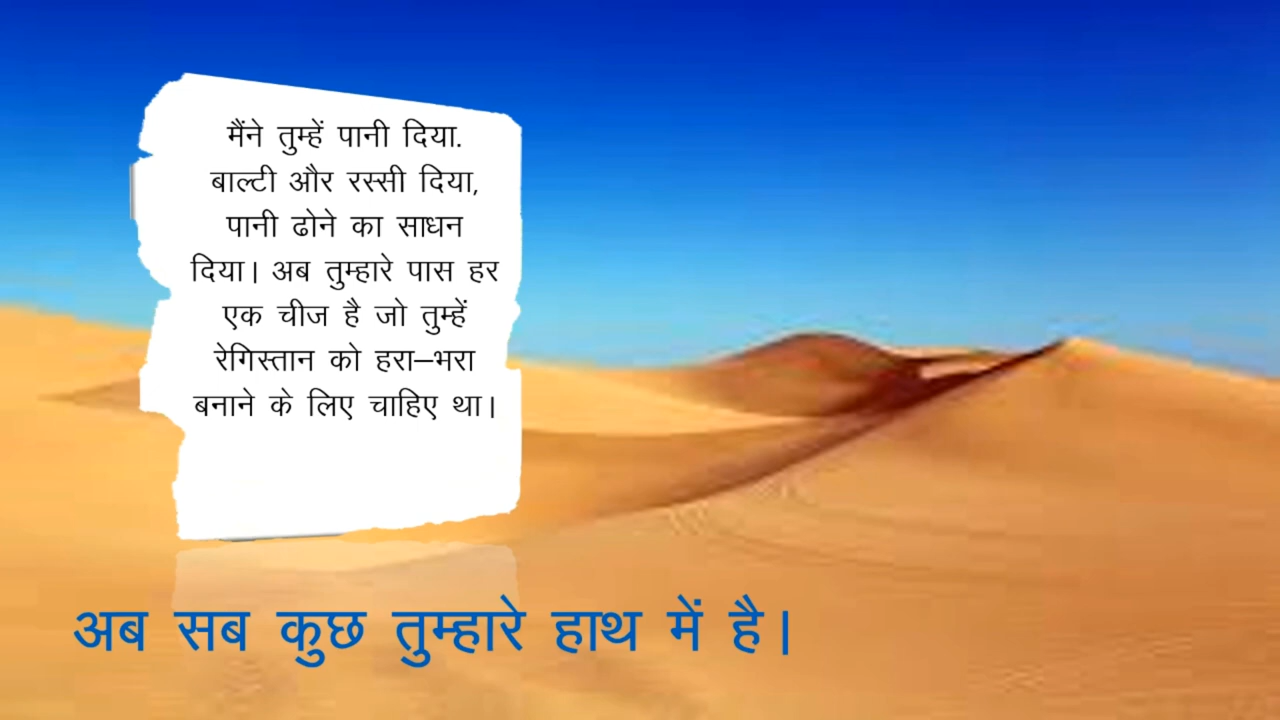 मैंने तुम्हें पानी दिया.
बाल्टी और रस्सी दिया,
पानी ढोने का साधन
दिया। अब तुम्हारे पास हर
एक चीज है जो तुम्हें
रेगिस्तान को हरा–भरा
बनाने के लिए चाहिए था।
अब सब कुछ तुम्हारे हाथ में है।